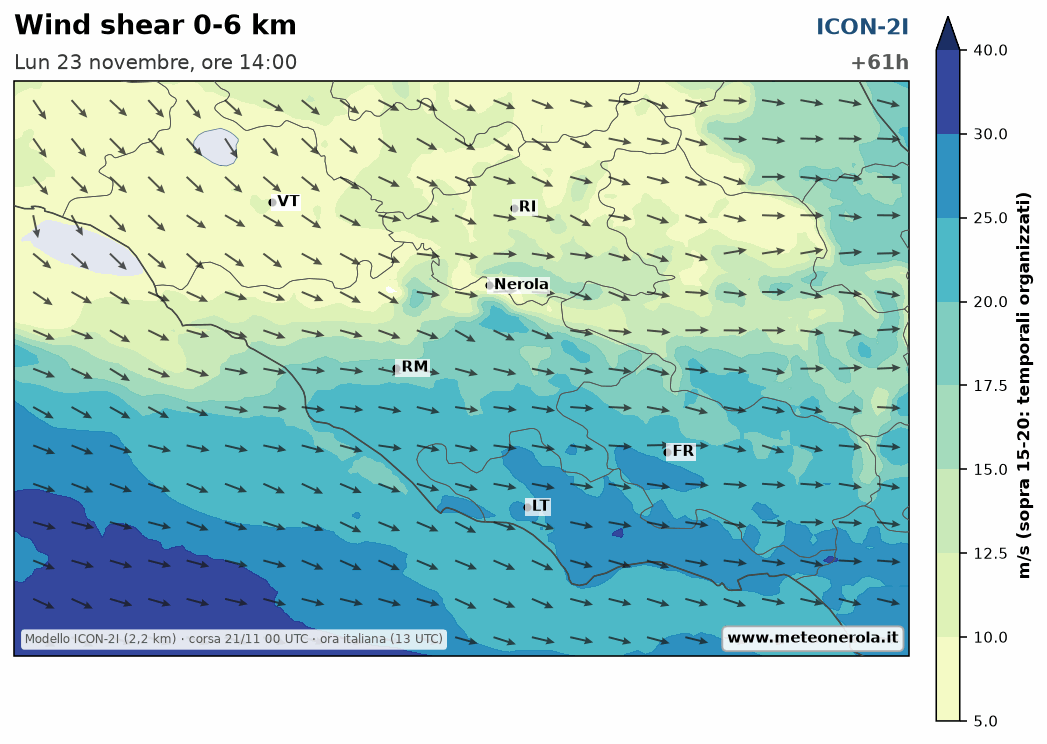 Wind shear 0-6 km
ICON-2I
Lun 23 novembre, ore 14:00
+61h
VT
RI
Nerola
RM
FR
LT
Modello ICON-2I (2,2 km) · corsa 21/11 00 UTC · ora italiana (13 UTC)
www.meteonerola.it
40.0
30.0
25.0
20.0
17.5
15.0
12.5
10.0
5.0
m/s (sopra 15-20: temporali organizzati)